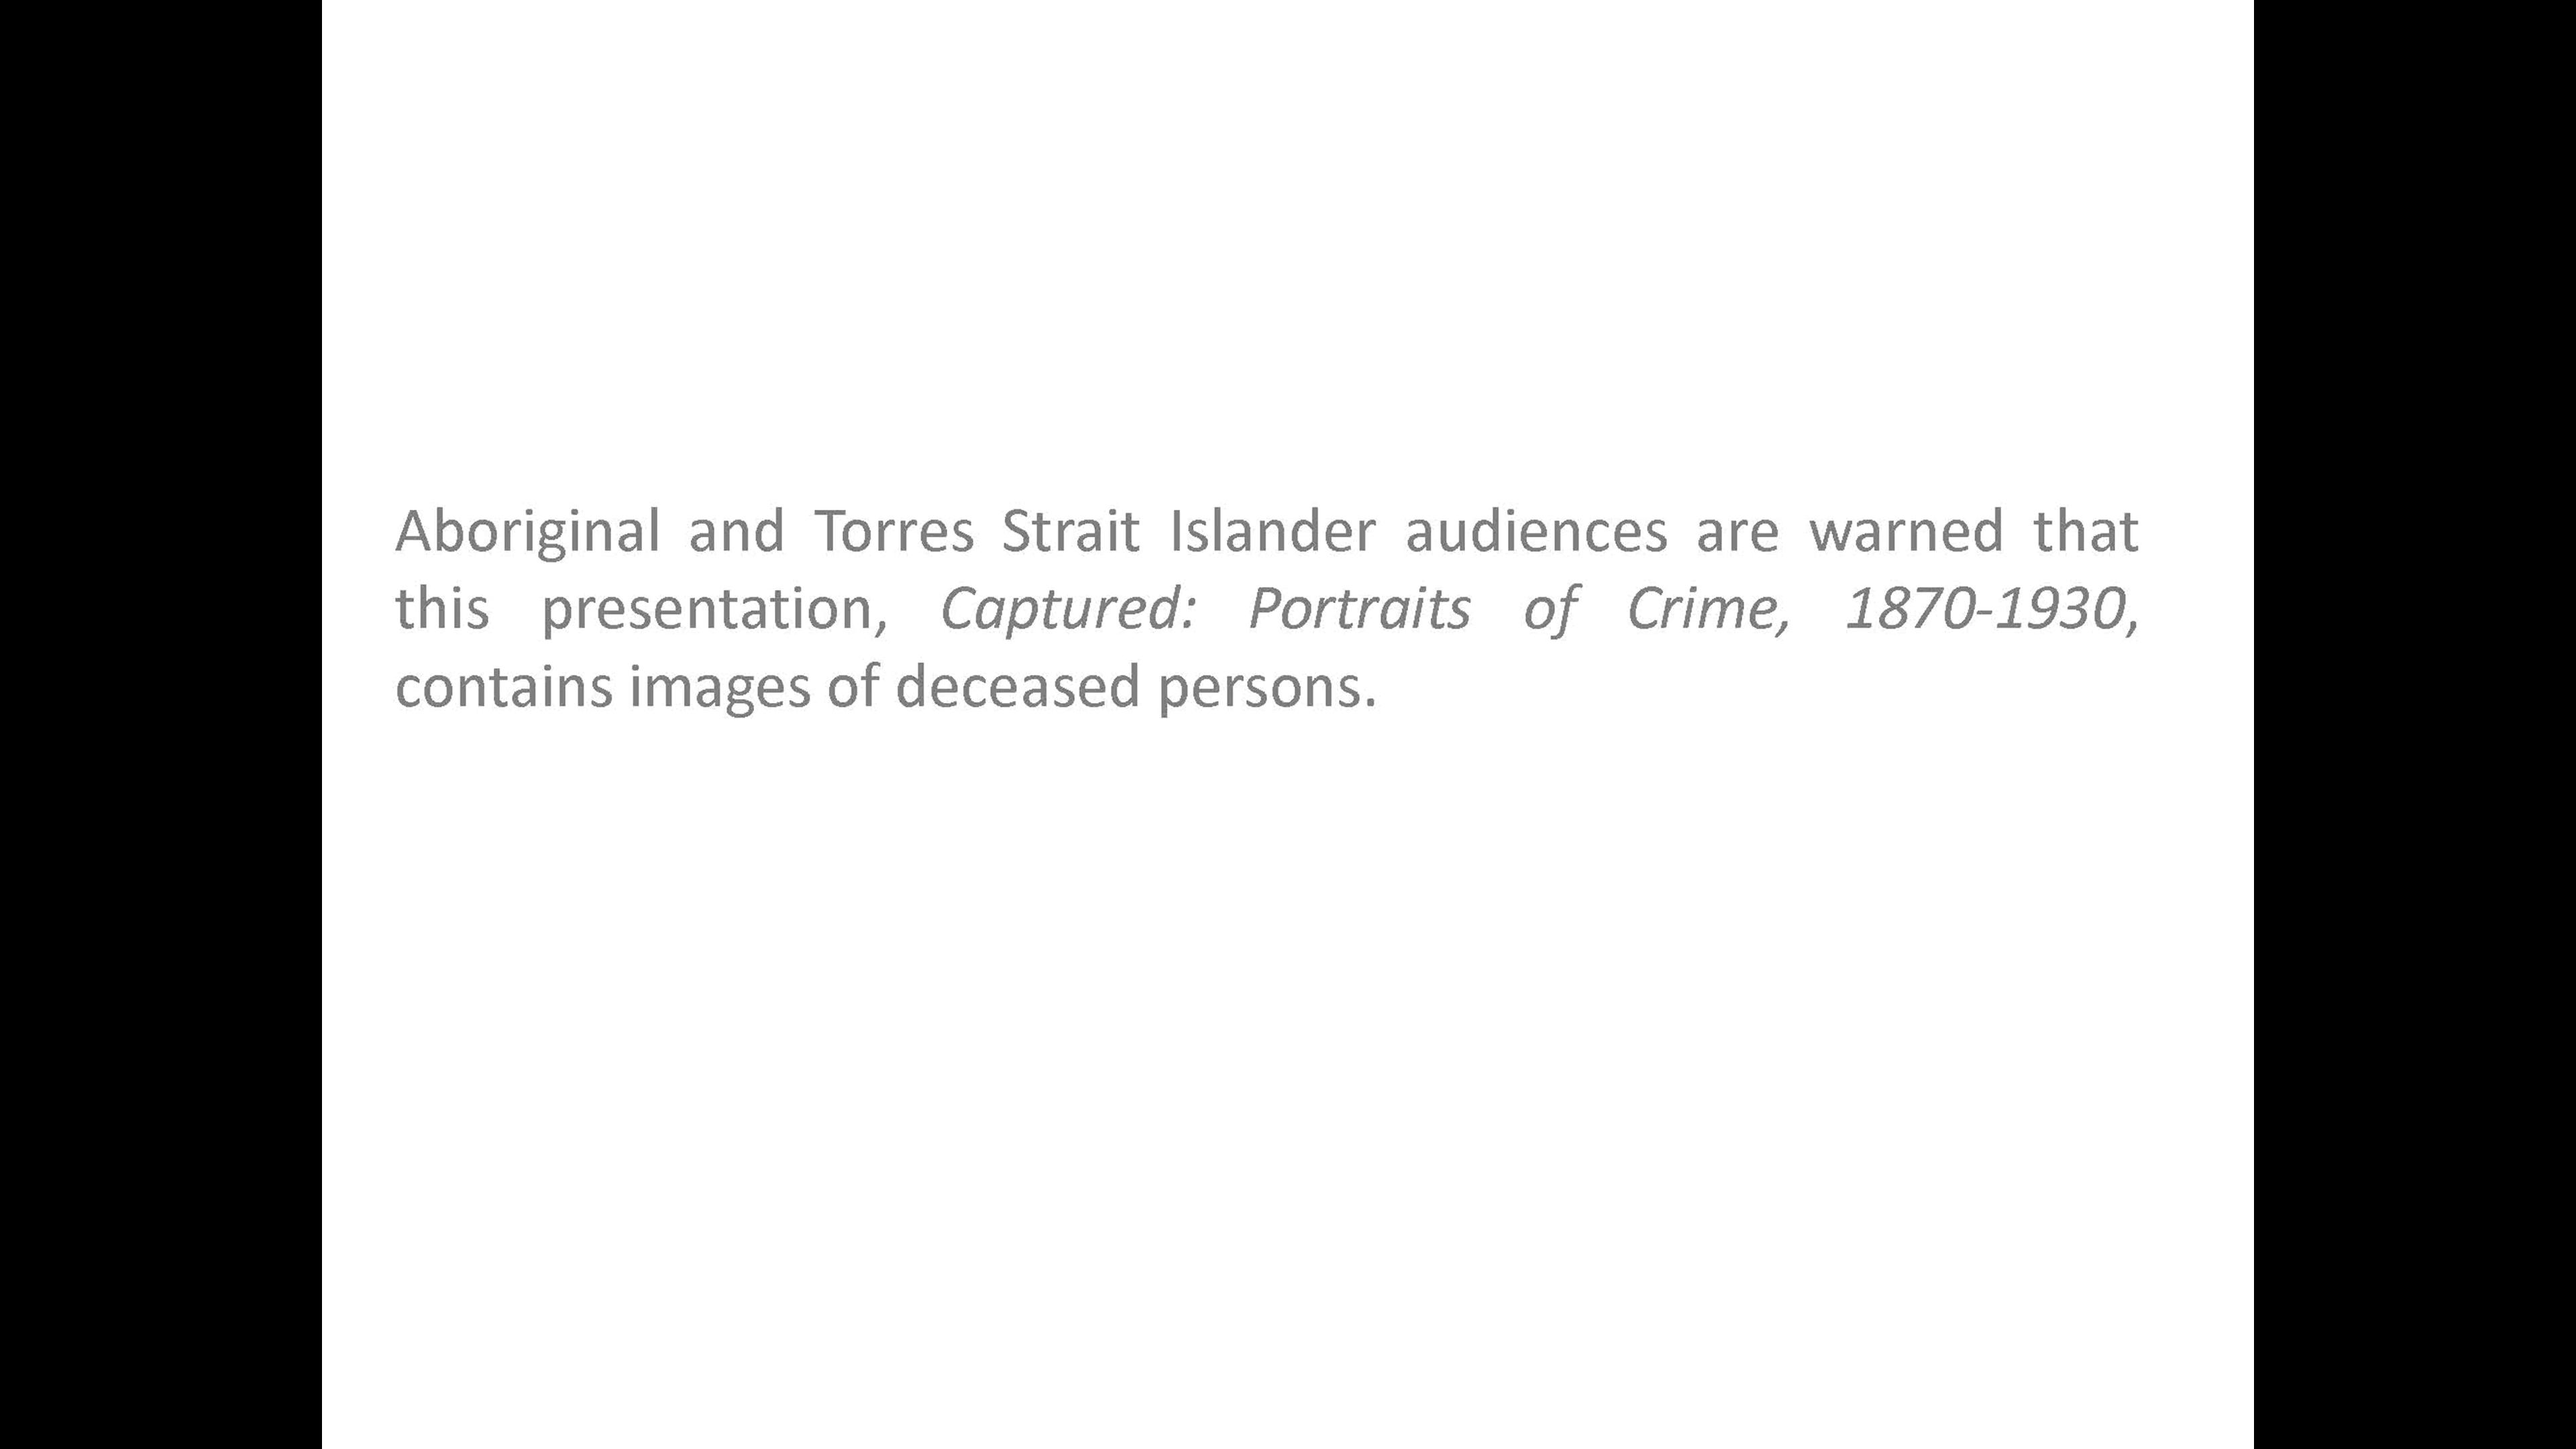 Aboriginal and Torres Strait Islander audiences are warned that
this presentation, Captured: Portraits of Crime, 1870-1930,
contains images of deceased persons.